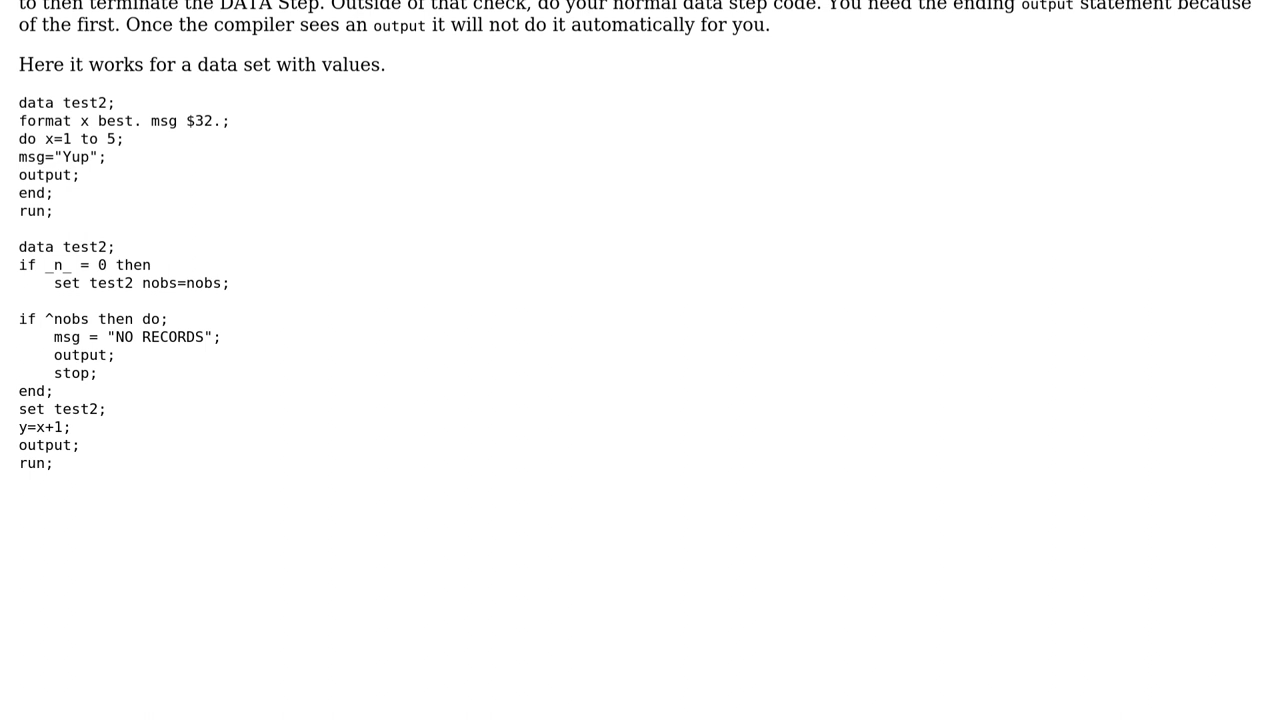 to then terminate the DATA Step. Outside of that check, do your normal data step code. You need the ending output statement because
of the first. Once the compiler sees an output it will not do it automatically for you.
Here it works for a data set with values.
data test2;
format x best. msg $32.;
do x=1 to 5;
msg="Yup";
output;
end;
run;
data test2;
if _n_ = 0 then
    set test2 nobs=nobs;
if ^nobs then do;
    msg = "NO RECORDS";
    output;
    stop;
end;
set test2;
y=x+1;
output;
run;